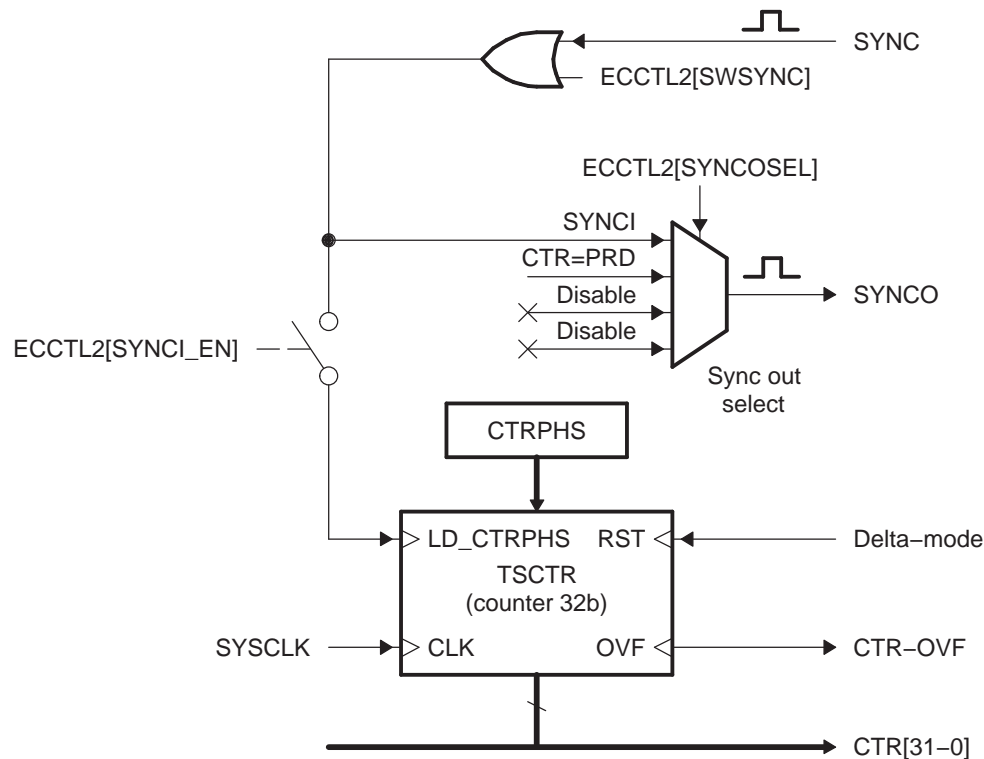 SYNC
ECCTL2[SWSYNC]
ECCTL2[SYNCOSEL]
SYNCI
CTR=PRD
Disable
SYNCO
Disable
ECCTL2[SYNCI_EN]
Sync out
select
CTRPHS
LD_CTRPHS RST
Delta−mode
TSCTR
(counter 32b)
SYSCLK
CLK OVF
CTR−OVF
CTR[31−0]